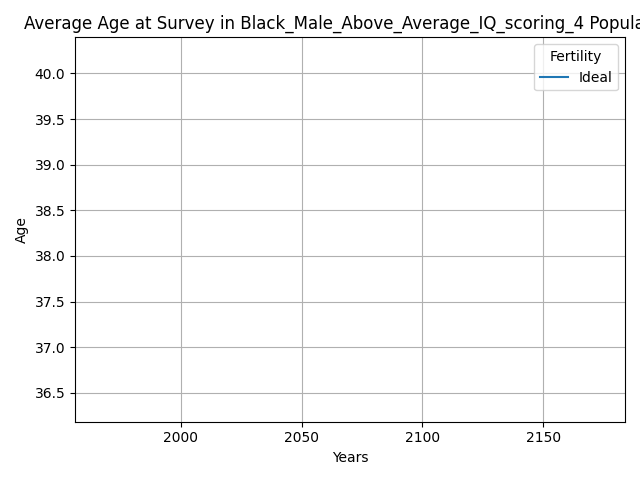 Average Age at Survey in Black_Male_Above_Average_IQ_scoring_4 Popula
Fertility
Ideal
40.0
39.5
39.0
38.5
38.0
37.5
37.0
36.5
Age
2000 2050 2100 2150
Years